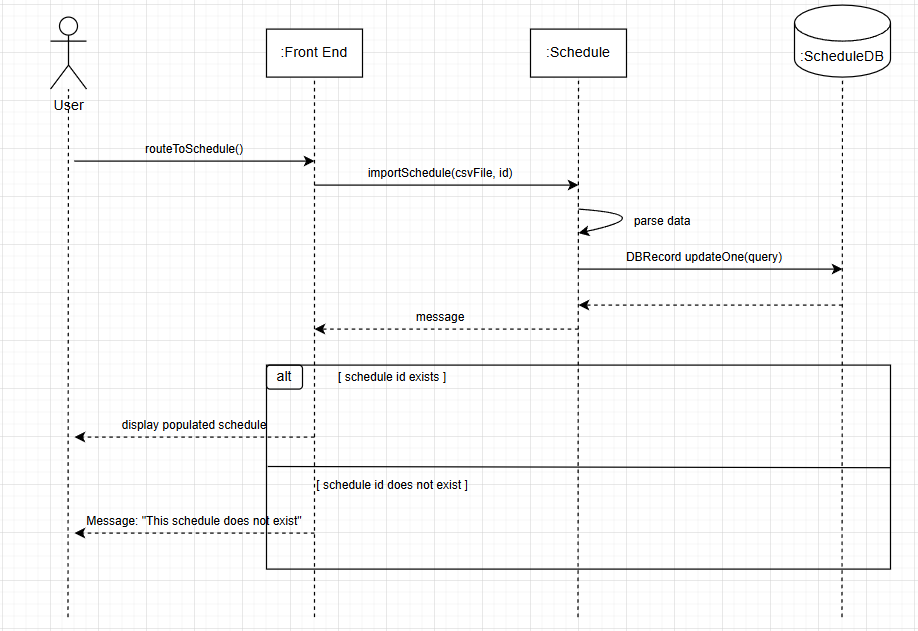 :Front End
:Schedule
:ScheduleDB
User
routeToSchedule()
importSchedule(csvFile, id)
parse data
DBRecord updateOne(query)
message
alt
[ schedule id exists ]
display populated schedule
[ schedule id does not exist ]
Message: "This schedule does not exist"